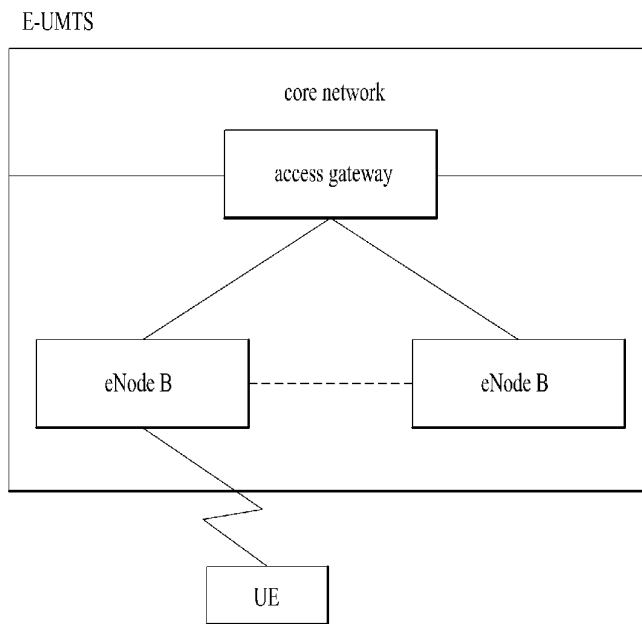 E-UMTS
core network
access gateway
eNode B
eNode B
UE